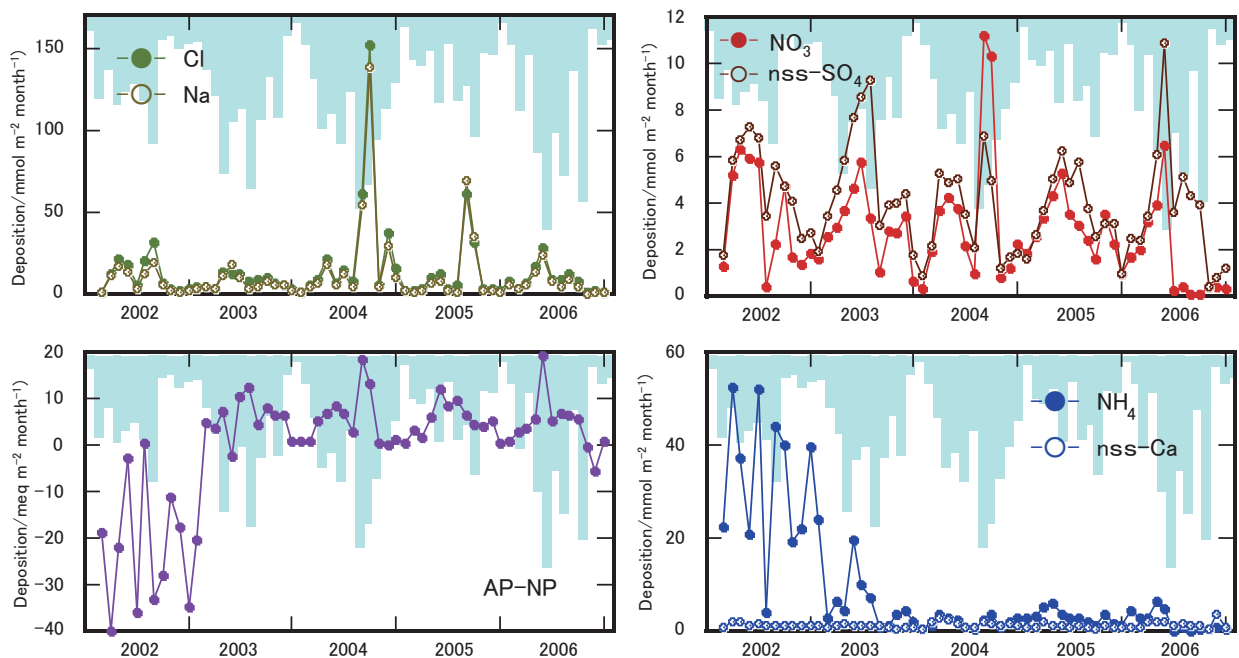 Deposition/mmol m⁻² month⁻¹)
150
100
50
0
Cl
Na
2002 2003 2004 2005 2006
Deposition/mmol m⁻² month⁻¹)
12
10
8
6
4
2
0
NO₃
nss-SO₄
2002 2003 2004 2005 2006
Deposition/meq m⁻² month⁻¹)
20
10
0
-10
-20
-30
-40
AP-NP
2002 2003 2004 2005 2006
Deposition/mmol m⁻² month⁻¹)
60
40
20
0
NH₄
nss-Ca
2002 2003 2004 2005 2006